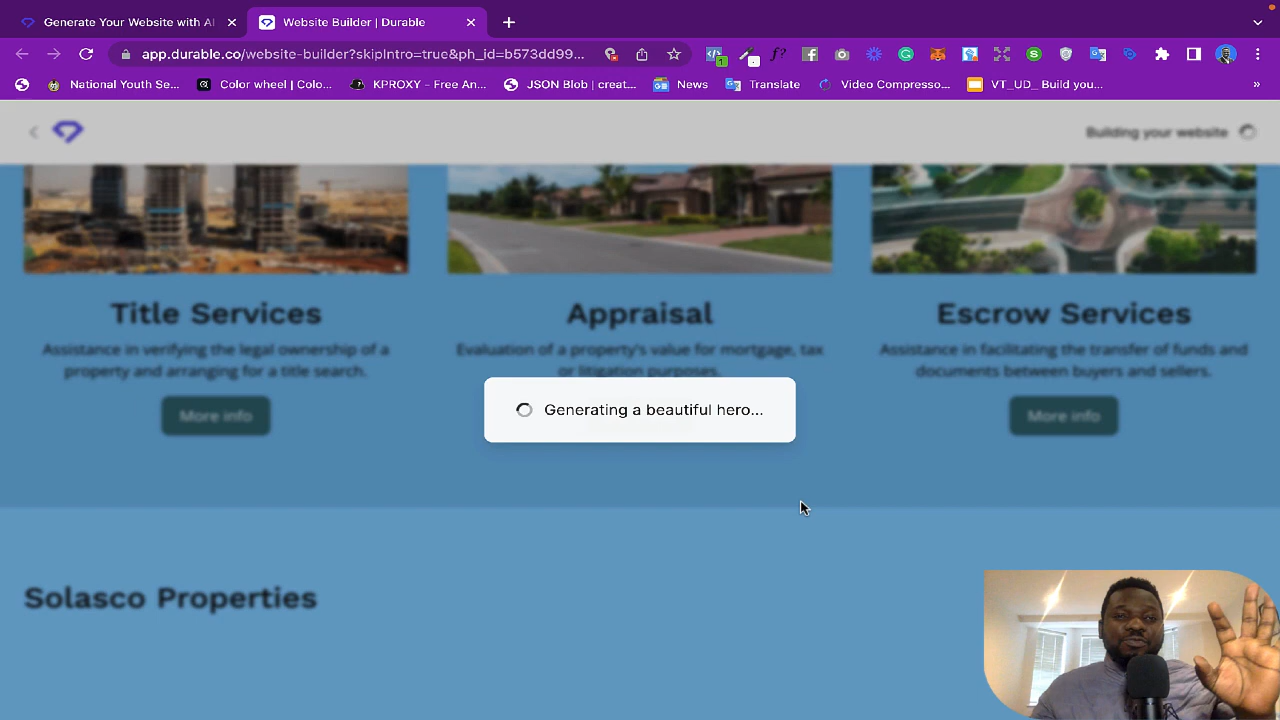 Generate Your Website with AI
Website Builder | Durable
app.durable.co/website-builder?skipIntro=true&ph_id=b573dd99...
National Youth Se...
Color wheel | Colo...
KPROXY - Free An...
JSON Blob | creat...
News
Translate
Video Compresso...
VT_UD_ Build you...
»
Building your website
Title Services
Appraisal
Escrow Services
Assistance in verifying the legal ownership of a
property and arranging for a title search.
Evaluation of a property's value for mortgage, tax
or litigation purposes.
Assistance in facilitating the transfer of funds and
documents between buyers and sellers.
More info
More info
Generating a beautiful hero...
Solasco Properties